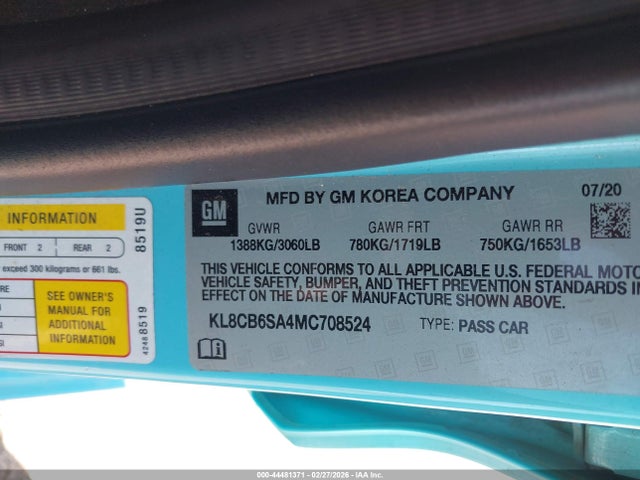 GM
MFD BY GM KOREA COMPANY 07/20
GVWR GAWR FRT GAWR RR
1388KG/3060LB 780KG/1719LB 750KG/1653LB
THIS VEHICLE CONFORMS TO ALL APPLICABLE U.S. FEDERAL MOTO
VEHICLE SAFETY, BUMPER, AND THEFT PREVENTION STANDARDS IN
EFFECT ON THE DATE OF MANUFACTURE SHOWN ABOVE.
KL8CB6SA4MC708524 TYPE: PASS CAR
INFORMATION
FRONT 2 REAR 2
exceed 300 kilograms or 661 lbs.
SEE OWNER'S
MANUAL FOR
ADDITIONAL
INFORMATION
8519U
4248 8519
000-44481371 - 02/27/2026 - IAA Inc.